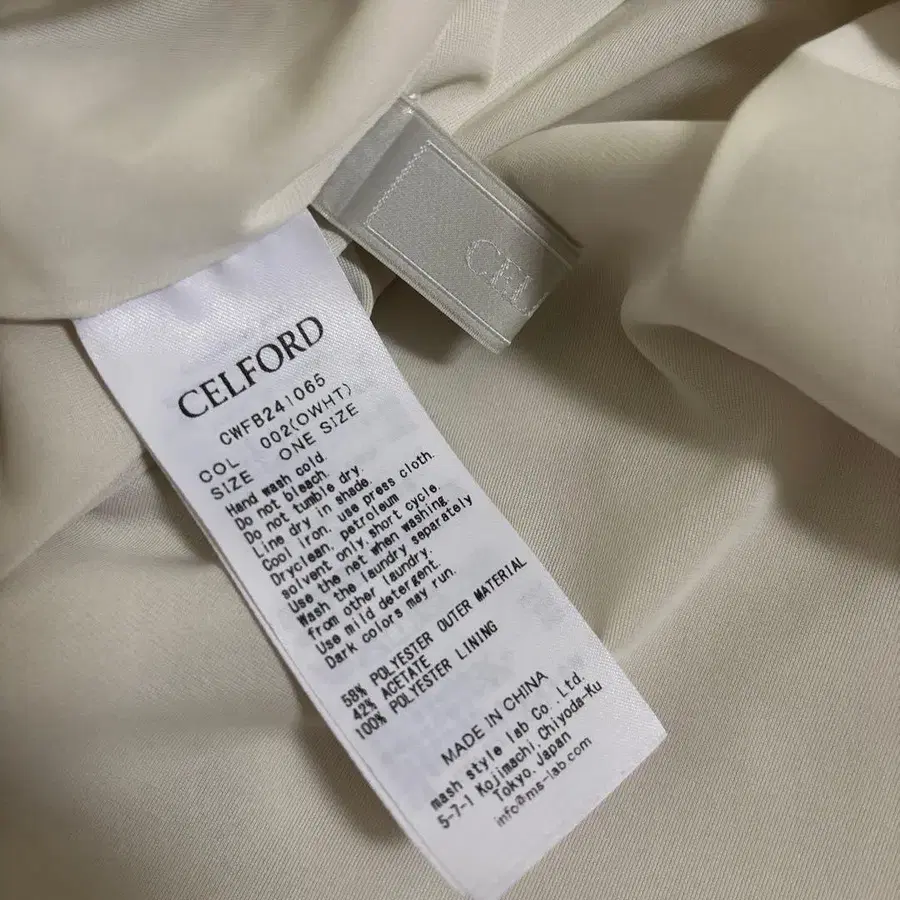 CEL
CELFORD
CWFB241065
COL 002(OWHT)
SIZE ONE SIZE
Hand wash cold.
Do not bleach.
Do not tumble dry.
Line dry in shade.
Cool iron, use press cloth.
Dryclean, petroleum
solvent only,short cycle.
Use the net when washing.
Wash the laundry separately
from other laundry.
Use mild detergent.
Dark colors may run.
58% POLYESTER OUTER MATERIAL
42% ACETATE
100% POLYESTER LINING
MADE IN CHINA
mash style lab Co.,Ltd.
5-7-1 Kojimachi,Chiyoda-Ku
Tokyo,Japan
info@ms-lab.com